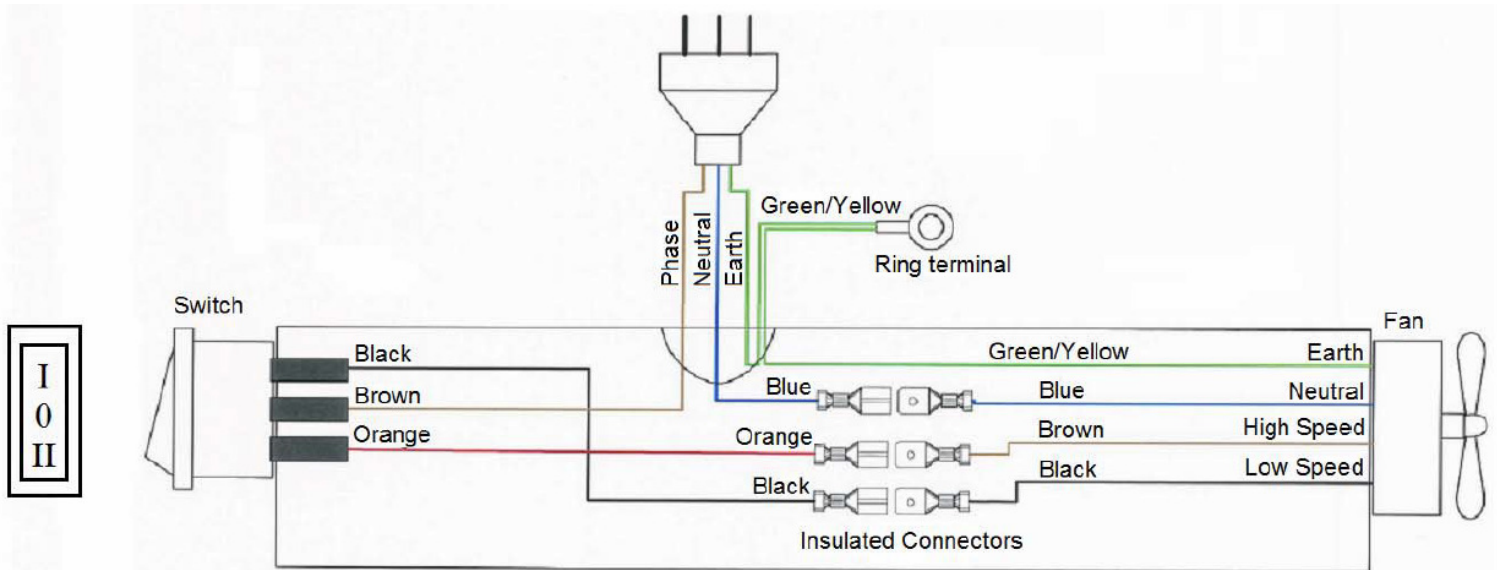 Phase
Neutral
Earth
Green/Yellow
Ring terminal
Switch
I
0
II
Black
Brown
Orange
Fan
Green/Yellow
Earth
Blue
Blue
Neutral
Orange
Brown
High Speed
Black
Black
Low Speed
Insulated Connectors